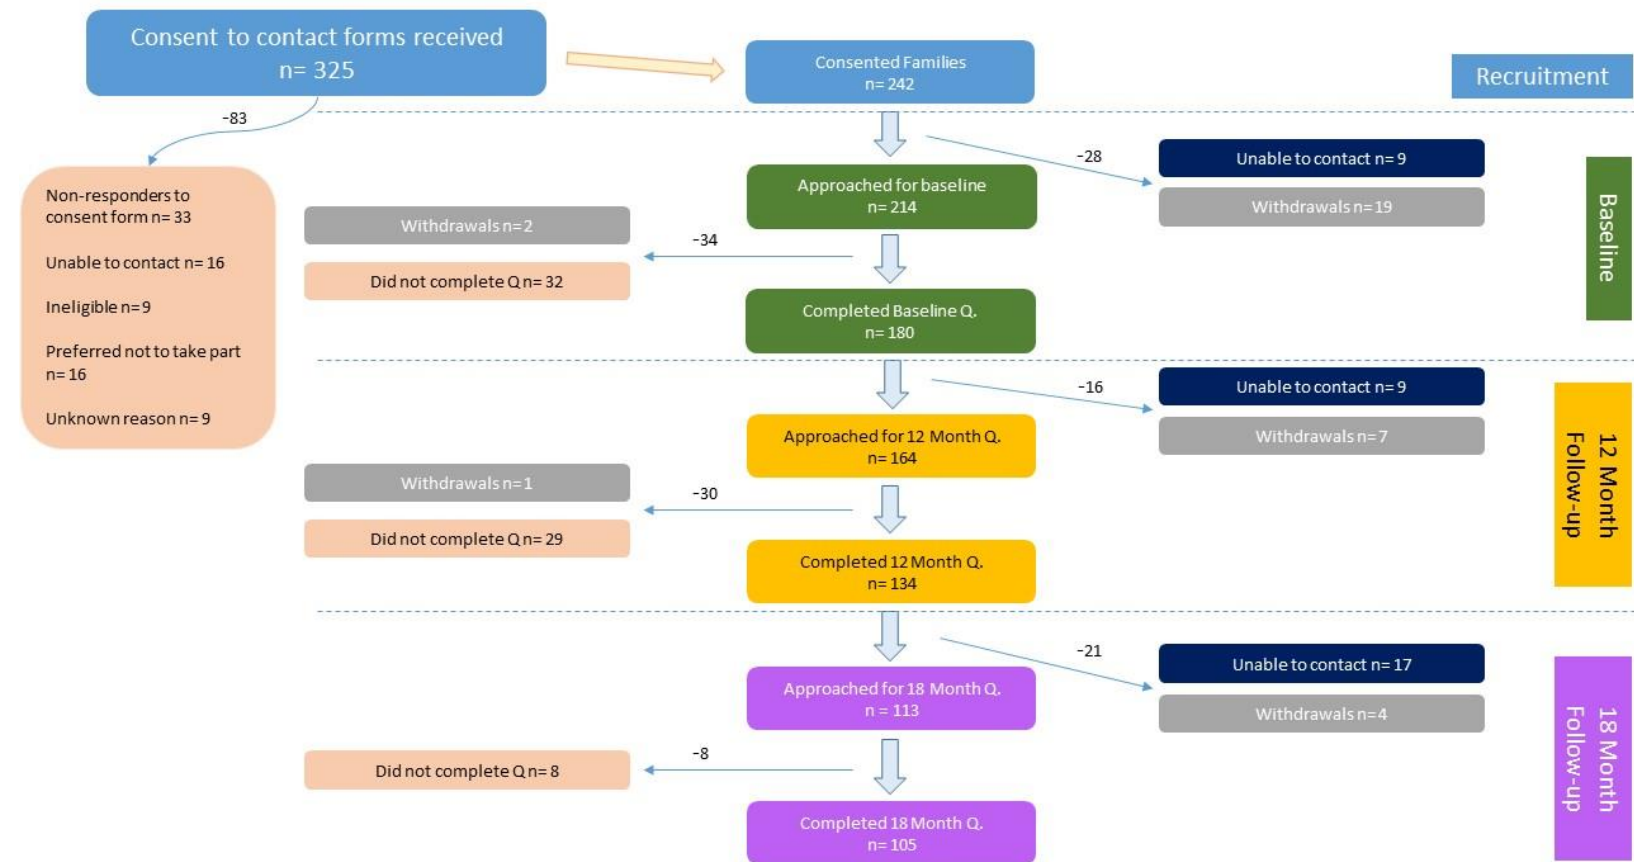 Consent to contact forms received
n= 325
Consented Families
n= 242
Recruitment
-83
Non-responders to
consent form n= 33
Unable to contact n= 16
Ineligible n= 9
Preferred not to take part
n= 16
Unknown reason n= 9
-28
Unable to contact n= 9
Withdrawals n=19
Approached for baseline
n= 214
Baseline
Withdrawals n=2
-34
Did not complete Q n= 32
Completed Baseline Q.
n= 180
-16
Unable to contact n= 9
Withdrawals n=7
Approached for 12 Month Q.
n= 164
12 Month
Follow-up
Withdrawals n=1
-30
Did not complete Q n= 29
Completed 12 Month Q.
n= 134
-21
Unable to contact n= 17
Withdrawals n=4
Approached for 18 Month Q.
n = 113
18 Month
Follow-up
-8
Did not complete Q n= 8
Completed 18 Month Q.
n= 105